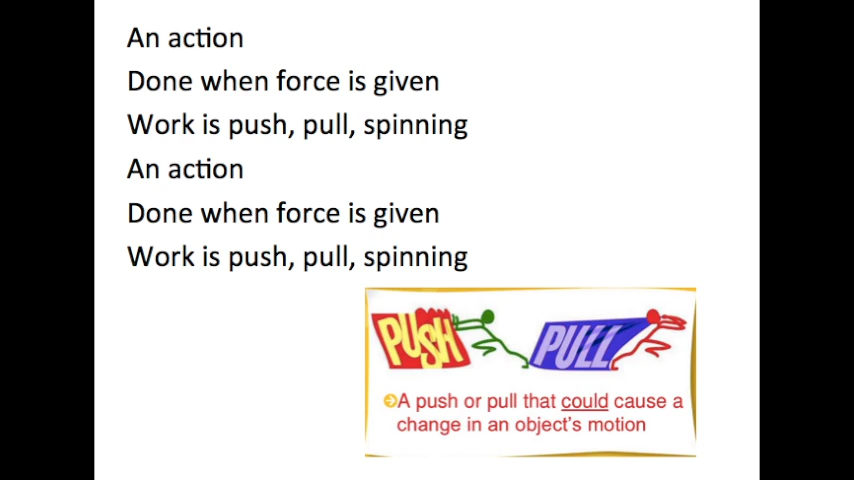 An action
Done when force is given
Work is push, pull, spinning
An action
Done when force is given
Work is push, pull, spinning
PUSH PULL
A push or pull that could cause a
change in an object's motion